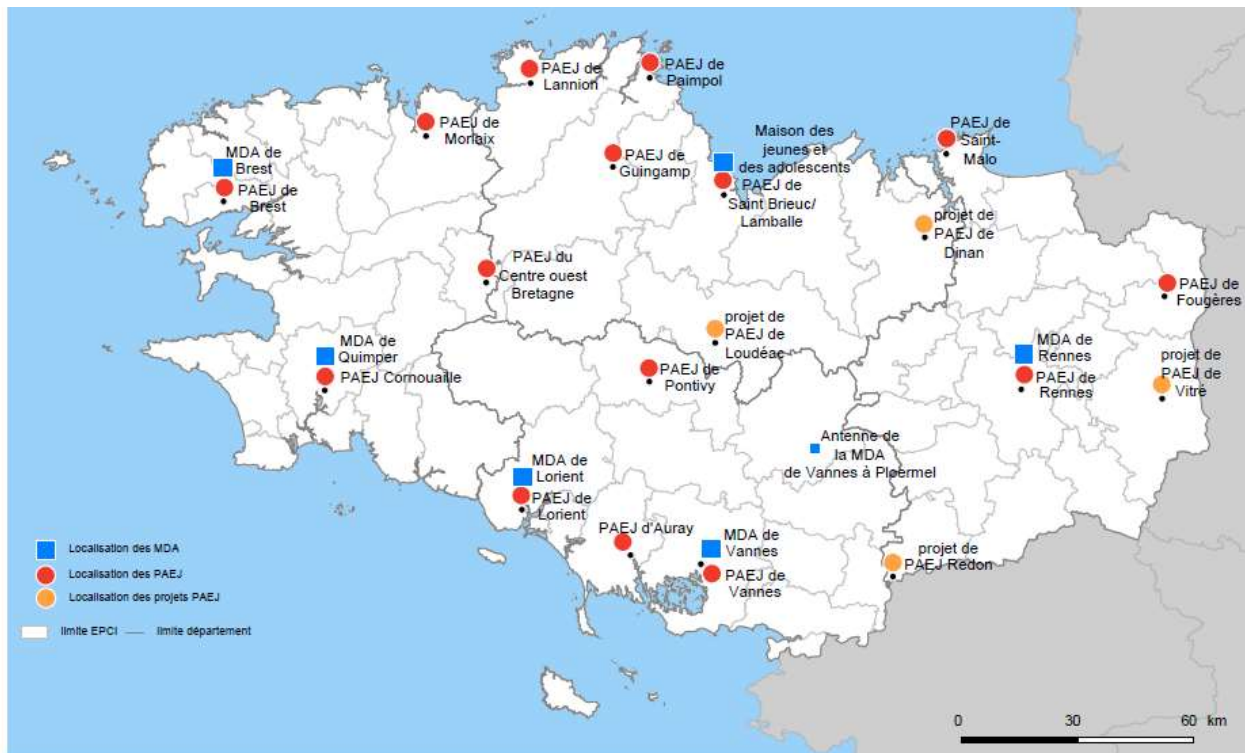 PAEJ de
Lannion
PAEJ de
Paimpol
PAEJ de
Morlaix
PAEJ de
Saint-
Malo
MDA de
Brest
PAEJ de
Brest
PAEJ de
Guingamp
Maison des
jeunes et
des adolescents
PAEJ de
Saint Brieuc/
Lamballe
projet de
PAEJ de
Dinan
PAEJ du
Centre ouest
Bretagne
PAEJ de
Fougères
projet de
PAEJ de
Loudéac
MDA de
Quimper
PAEJ Cornouaille
MDA de
Rennes
PAEJ de
Rennes
projet de
PAEJ de
Vitré
PAEJ de
Pontivy
Antenne de
la MDA
de Vannes à Ploermel
MDA de
Lorient
PAEJ de
Lorient
PAEJ d'Auray
MDA de
Vannes
PAEJ de
Vannes
projet de
PAEJ Redon
Localisation des MDA
Localisation des PAEJ
Localisation des projets PAEJ
limite EPCI limite département
0 30 60 km